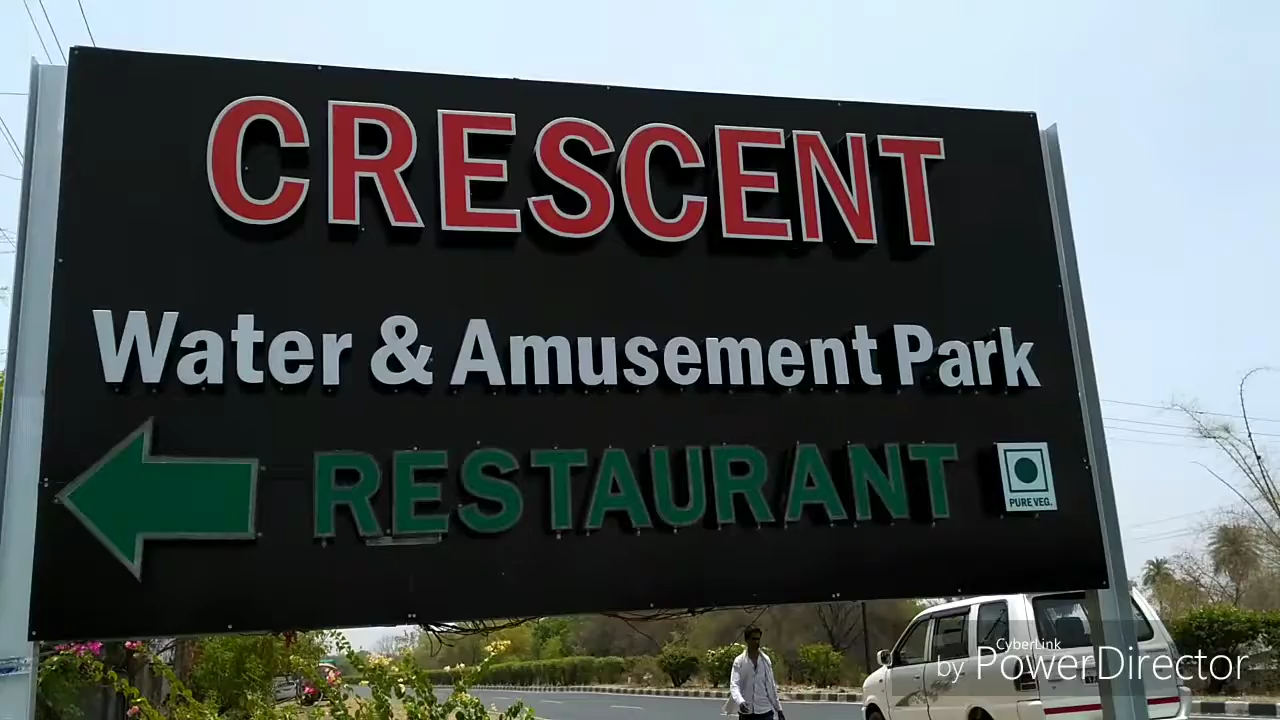 CRESCENT
Water & Amusement Park
RESTAURANT
PURE VEG.
CyberLink
by PowerDirector